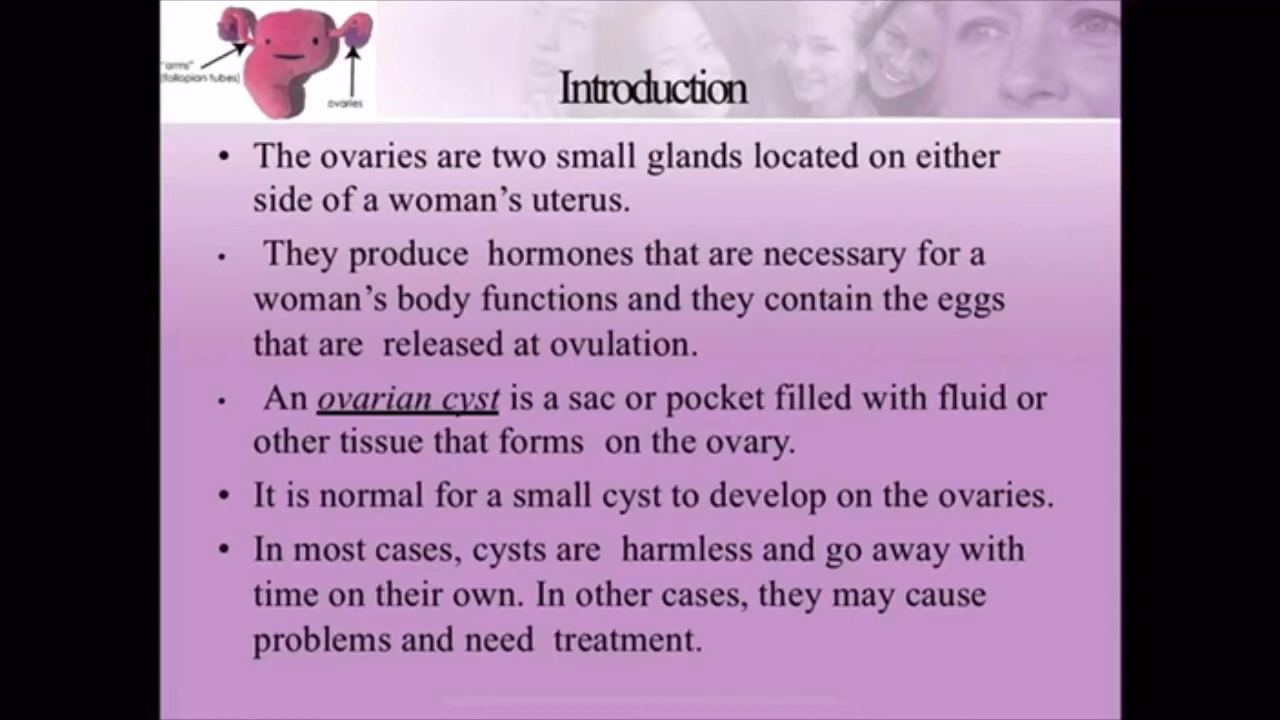 "arms"
(fallopian tubes)
ovaries
Introduction
• The ovaries are two small glands located on either
side of a woman’s uterus.
• They produce hormones that are necessary for a
woman’s body functions and they contain the eggs
that are released at ovulation.
• An ovarian cyst is a sac or pocket filled with fluid or
other tissue that forms on the ovary.
• It is normal for a small cyst to develop on the ovaries.
• In most cases, cysts are harmless and go away with
time on their own. In other cases, they may cause
problems and need treatment.